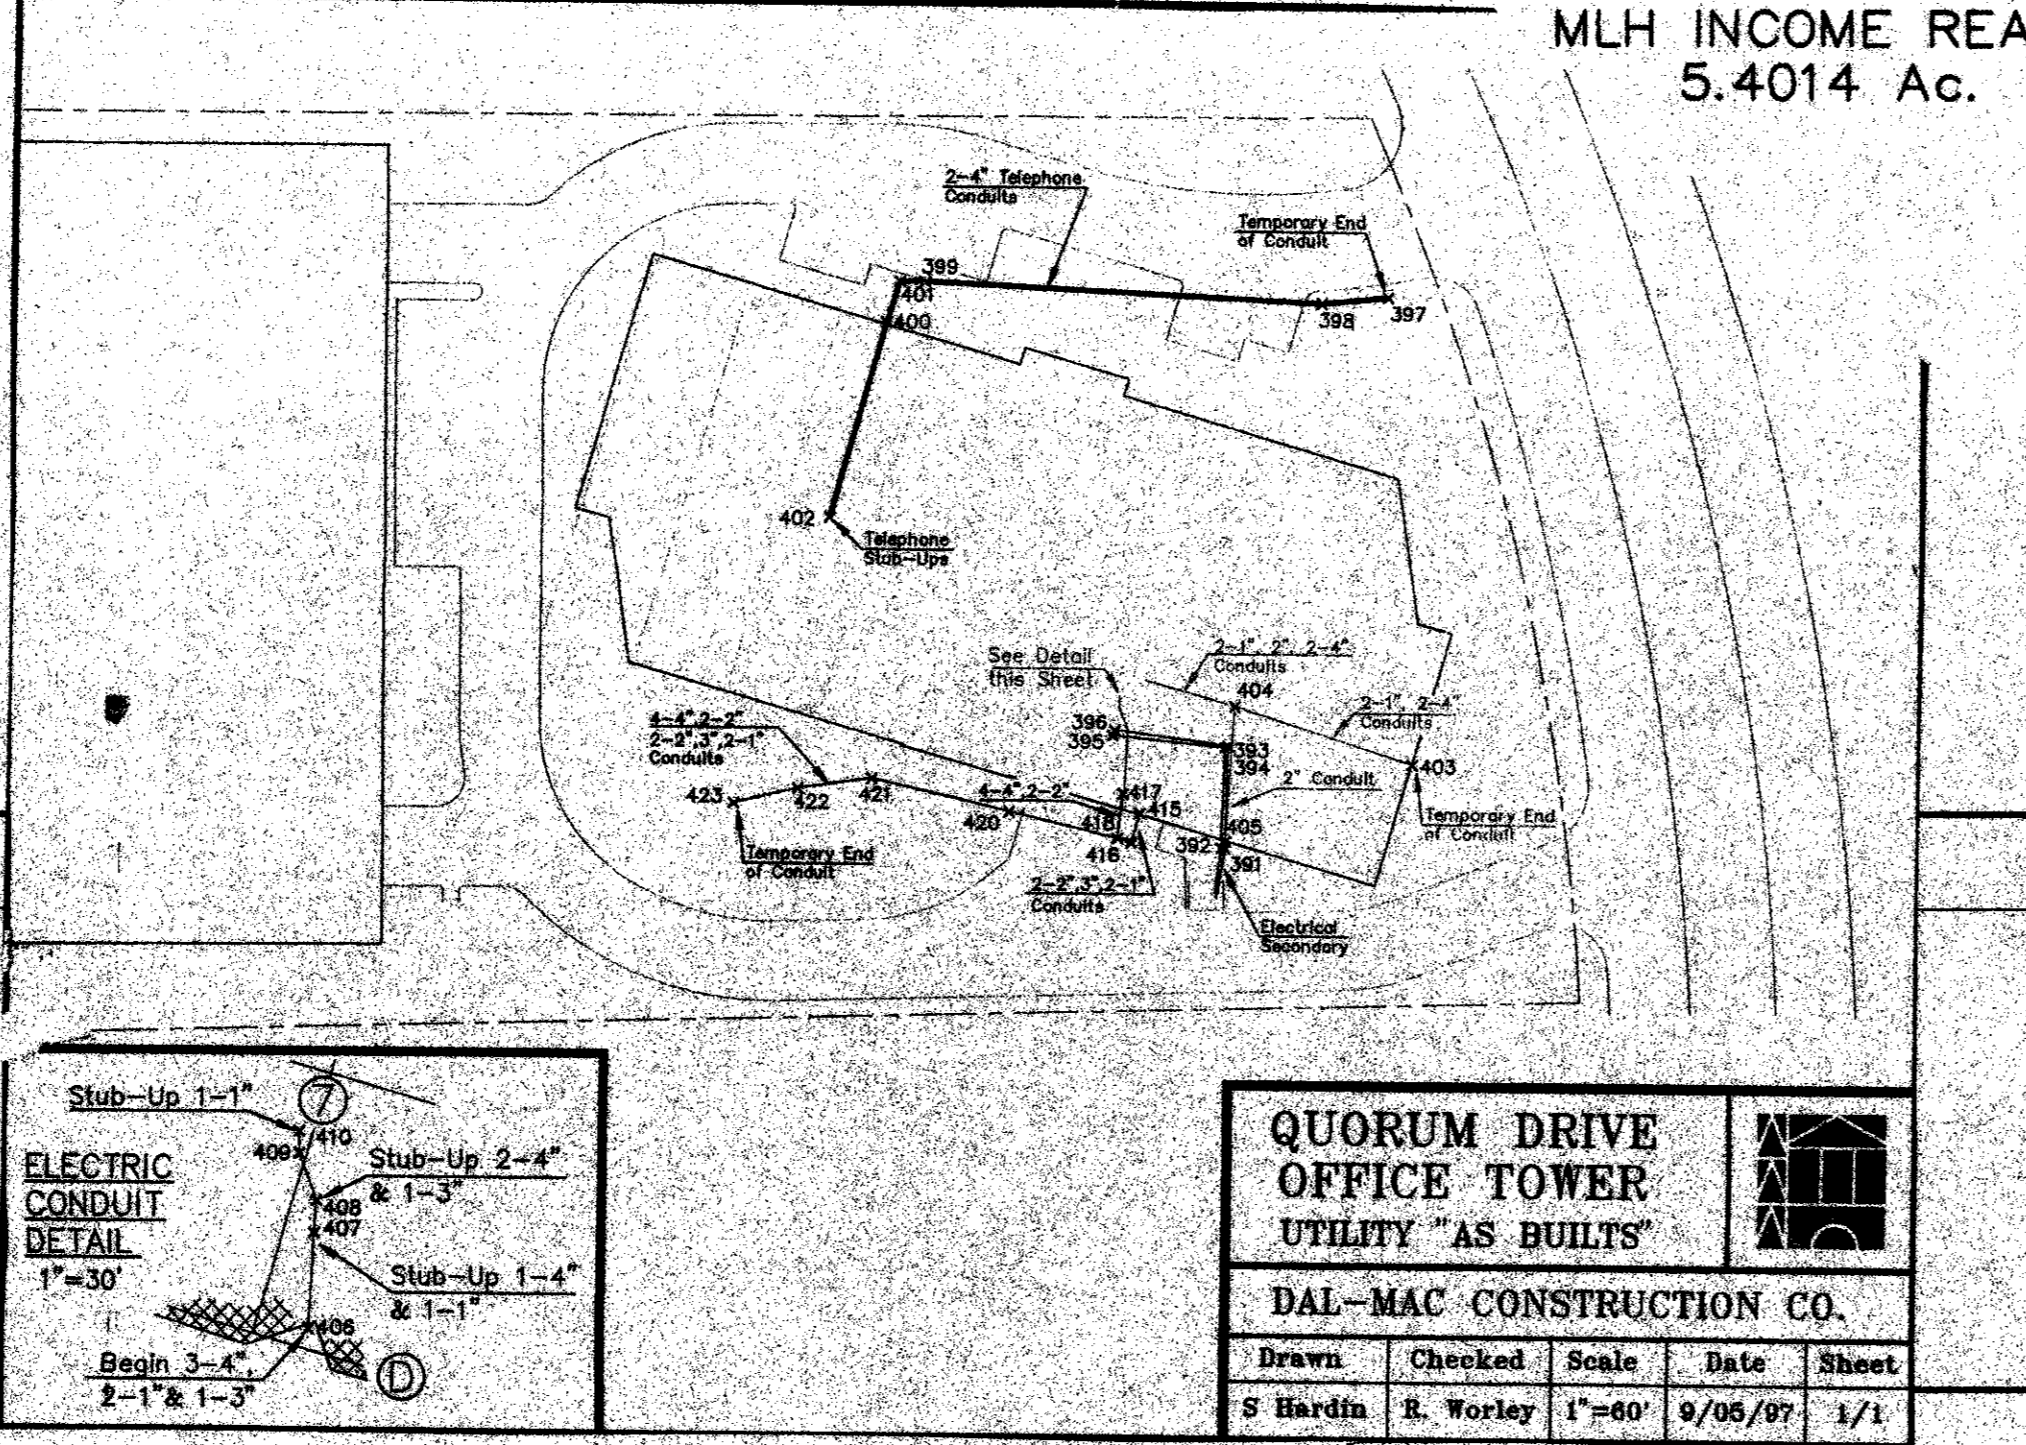 MLH INCOME REA
5.4014 Ac.
2-4" Telephone
Conduits
Temporary End
of Conduit
399
401
400
398
397
402
Telephone
Stub-Ups
See Detail
this Sheet
2-1", 2", 2-4"
Conduits
404
2-1", 2-4"
Conduits
396
395
393
394
403
2" Conduit
4-4",2-2"
2-2",3",2-1"
Conduits
423
422
421
4-4",2-2"
417
415
420
418
416
405
392
391
Temporary End
of Conduit
Temporary End
of Conduit
2-2",3",2-1"
Conduits
Electrical
Secondary
Stub-Up 1-1"
7
409
410
ELECTRIC
CONDUIT
DETAIL
1"=30'
Stub-Up 2-4"
& 1-3"
408
407
Stub-Up 1-4"
& 1-1"
406
Begin 3-4",
2-1"& 1-3"
D
QUORUM DRIVE
OFFICE TOWER
UTILITY "AS BUILTS"
DAL-MAC CONSTRUCTION CO.
Drawn Checked Scale Date Sheet
S Hardin R. Worley 1"=60' 9/05/97 1/1